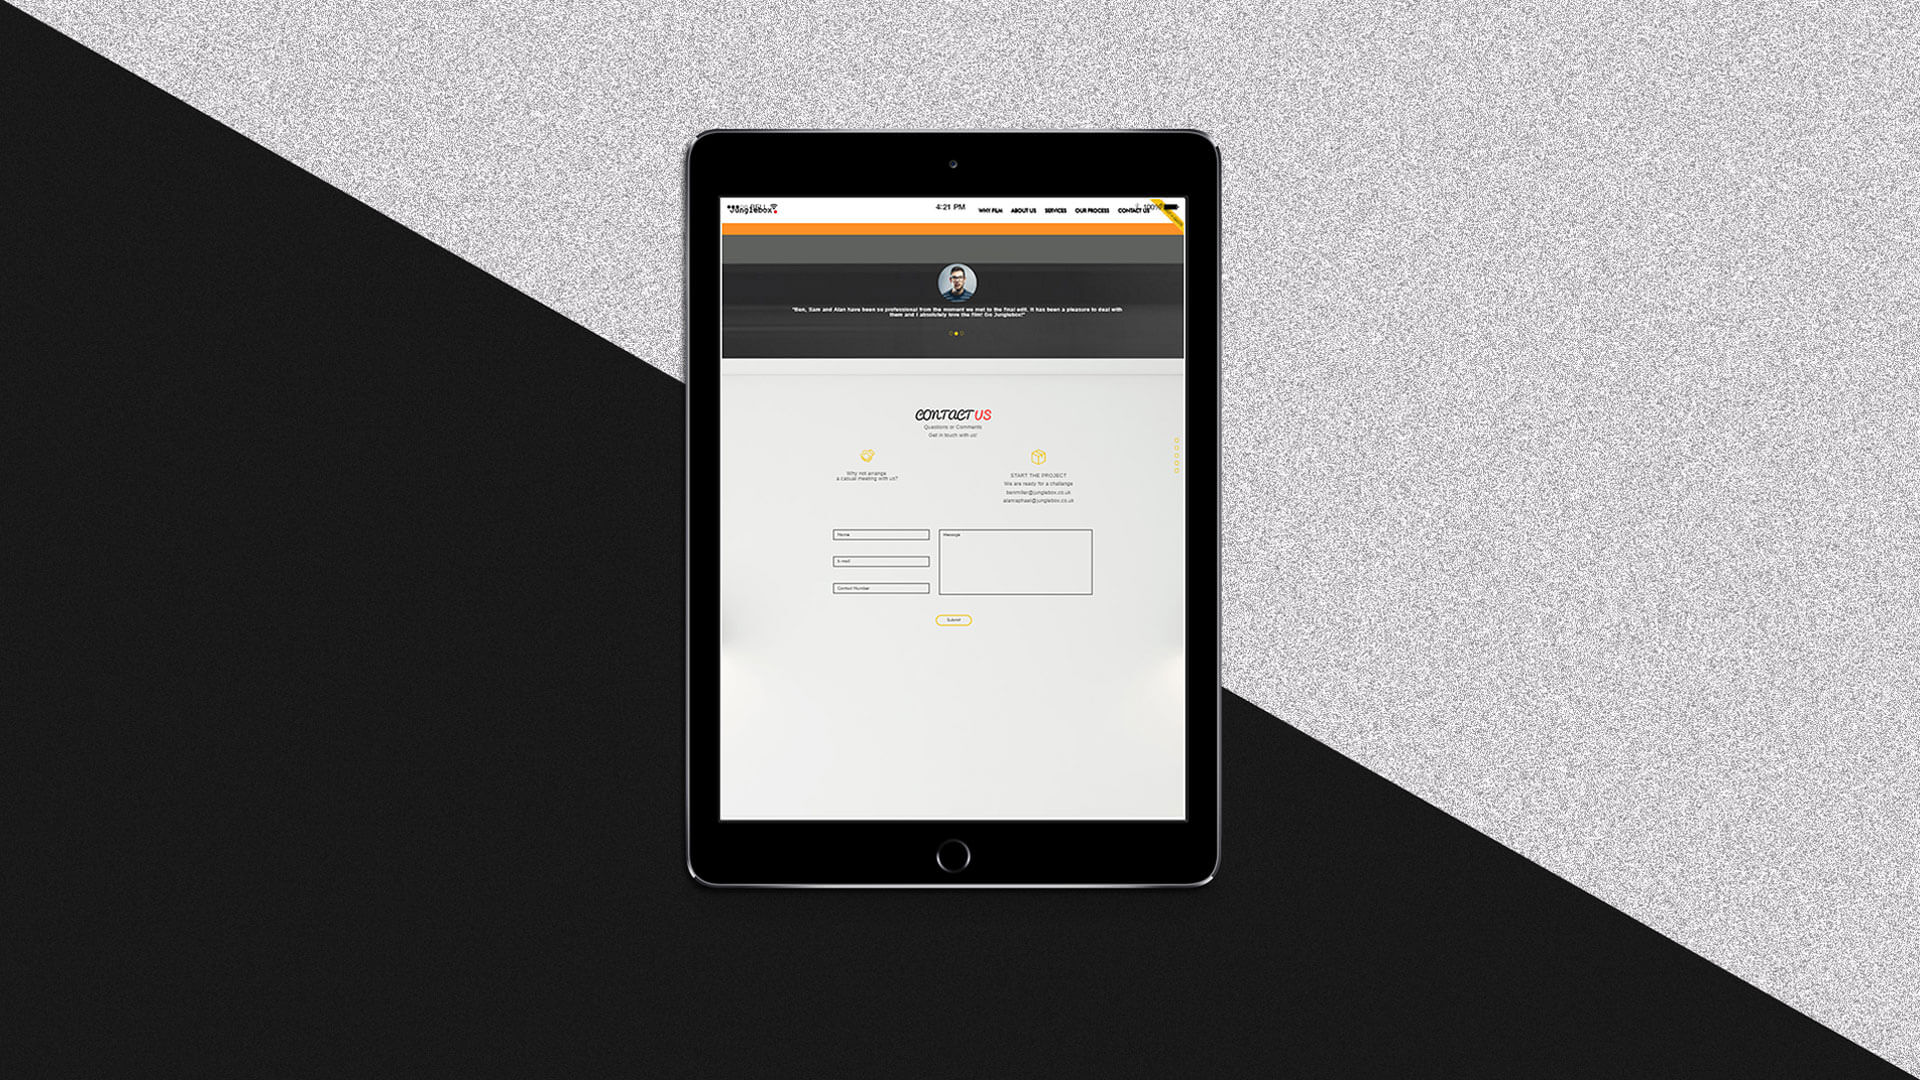 BELL
Junglebox
4:21 PM
100%
WHY FILM
ABOUT US
SERVICES
OUR PROCESS
CONTACT US
"Ben, Sam and Alan have been so professional from the moment we met to the final edit. It has been a pleasure to deal with
them and I absolutely love the film! Go Junglebox!"
CONTACT US
Questions or Comments
Get in touch with us!
Why not arrange
a casual meeting with us?
START THE PROJECT
We are ready for a challenge
benmiller@junglebox.co.uk
alanraphael@junglebox.co.uk
Name
E-mail
Contact Number
Message
Submit